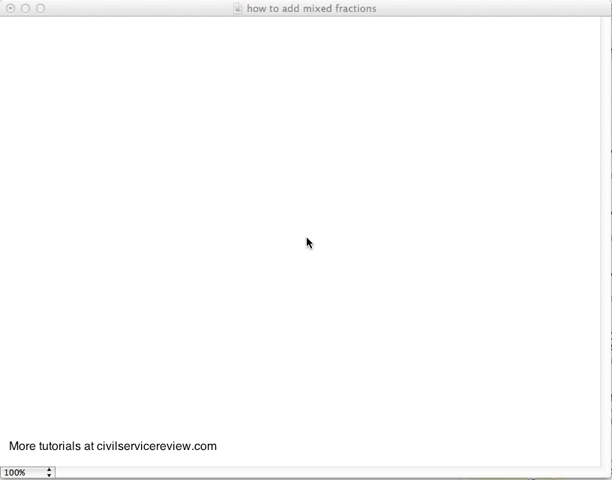 how to add mixed fractions
More tutorials at civilservicereview.com
100%